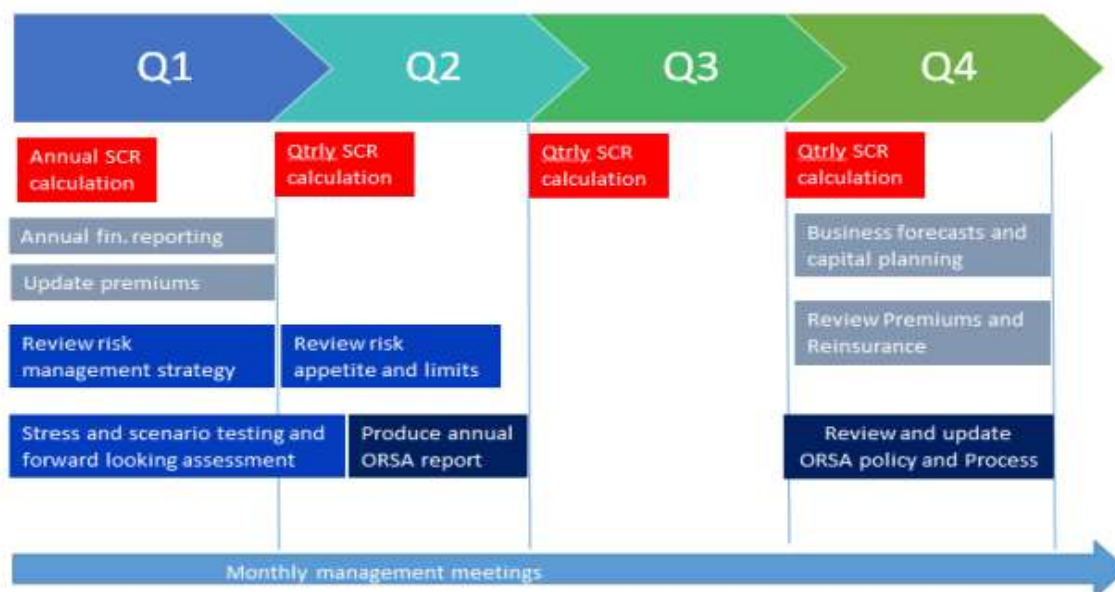 Q1
Q2
Q3
Q4
Annual SCR
calculation
Qtrly SCR
calculation
Qtrly SCR
calculation
Qtrly SCR
calculation
Annual fin. reporting
Update premiums
Business forecasts and
capital planning
Review Premiums and
Reinsurance
Review risk
management strategy
Review risk
appetite and limits
Stress and scenario testing and
forward looking assessment
Produce annual
ORSA report
Review and update
ORSA policy and Process
Monthly management meetings